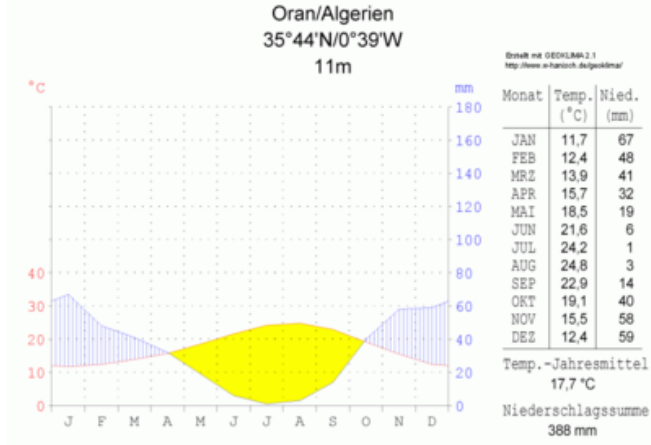 Oran/Algerien
35°44'N/0°39'W
11m
Erstellt mit GEOKLIMA 2.1
http://www.w-hanisch.de/geoklima/
°C
mm
180
160
140
120
100
40 80
30 60
20 40
10 20
0 0
J F M A M J J A S O N D
Monat Temp. Nied.
(°C) (mm)
JAN 11,7 67
FEB 12,4 48
MRZ 13,9 41
APR 15,7 32
MAI 18,5 19
JUN 21,6 6
JUL 24,2 1
AUG 24,8 3
SEP 22,9 14
OKT 19,1 40
NOV 15,5 58
DEZ 12,4 59
Temp.-Jahresmittel
17,7 °C
Niederschlagssumme
388 mm